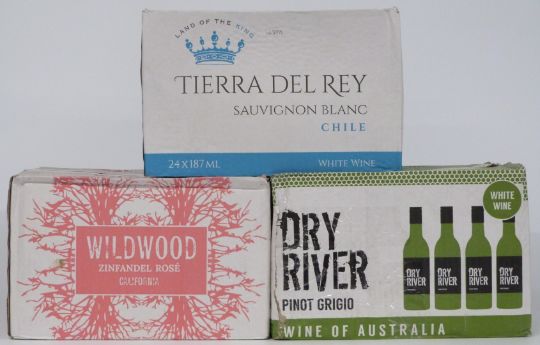 LAND OF THE KING
TIERRA DEL REY
SAUVIGNON BLANC
CHILE
24 X 187 ML
WHITE WINE
WILDWOOD
ZINFANDEL ROSÉ
CALIFORNIA
DRY
RIVER
PINOT GRIGIO
WINE OF AUSTRALIA
WHITE
WINE
DRY
RIVER
DRY
RIVER
DRY
RIVER
DRY
RIVER